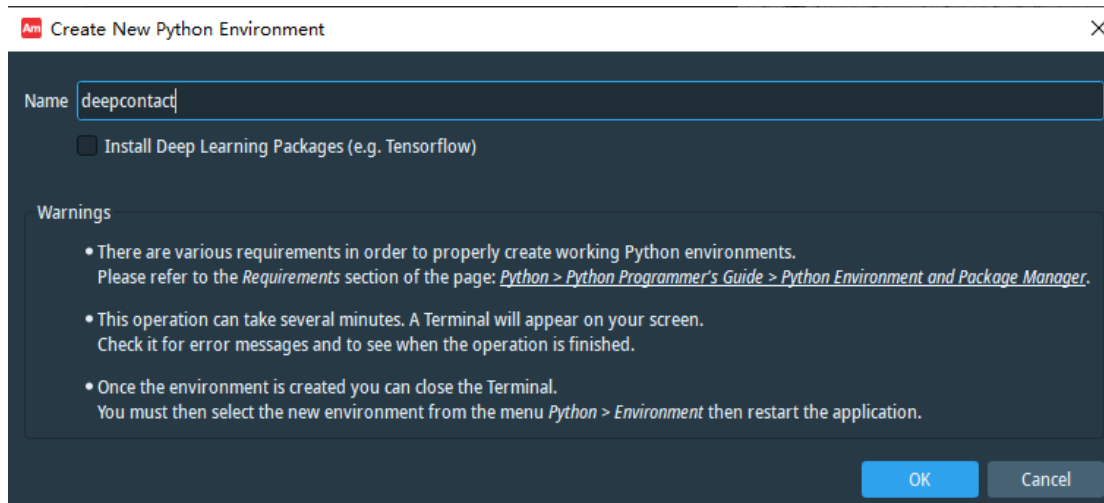 Am Create New Python Environment
Name deepcontact
Install Deep Learning Packages (e.g. Tensorflow)
Warnings
• There are various requirements in order to properly create working Python environments.
Please refer to the Requirements section of the page: Python > Python Programmer's Guide > Python Environment and Package Manager.
• This operation can take several minutes. A Terminal will appear on your screen.
Check it for error messages and to see when the operation is finished.
• Once the environment is created you can close the Terminal.
You must then select the new environment from the menu Python > Environment then restart the application.
OK Cancel